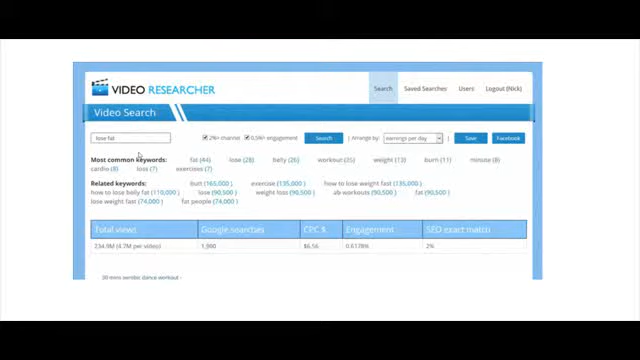 VIDEO RESEARCHER
Search Saved Searches Users Logout (Nick)
Video Search
lose fat 2%+ channel 0,5%+ engagement Search Arrange by: earnings per day Save Facebook
Most common keywords: fat (44) lose (28) belly (26) workout (25) weight (13) burn (11) minute (8)
cardio (8) loss (7) exercises (7)
Related keywords: butt (165,000 ) exercise (135,000 ) how to lose weight fast (135,000 )
how to lose belly fat (110,000 ) lose (90,500 ) weight loss (90,500 ) ab workouts (90,500 ) fat (90,500 )
lose weight fast (74,000 ) fat people (74,000 )
Total views Google searches CPC $ Engagement SEO exact match
234.9M (4.7M per video) 1,900 $6,56 0.6178% 2%
30 mins aerobic dance workout -